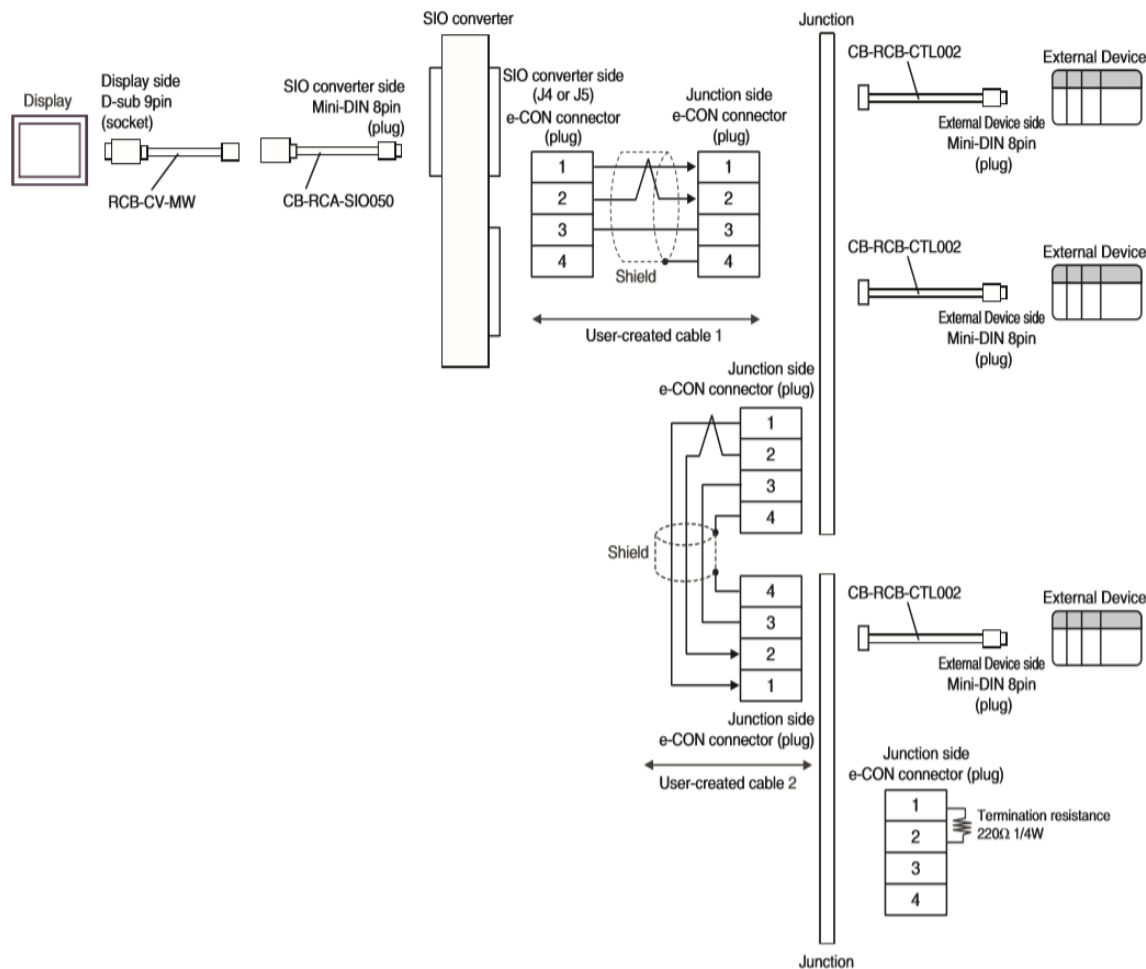 SIO converter
Junction
Display
Display side
D-sub 9pin
(socket)
RCB-CV-MW
SIO converter side
Mini-DIN 8pin
(plug)
CB-RCA-SIO050
SIO converter side
(J4 or J5)
e-CON connector
(plug)
1
2
3
4
Junction side
e-CON connector
(plug)
1
2
3
4
Shield
User-created cable 1
CB-RCB-CTL002
External Device side
Mini-DIN 8pin
(plug)
External Device
CB-RCB-CTL002
External Device side
Mini-DIN 8pin
(plug)
External Device
Junction side
e-CON connector (plug)
1
2
3
4
Shield
4
3
2
1
Junction side
e-CON connector (plug)
User-created cable 2
CB-RCB-CTL002
External Device side
Mini-DIN 8pin
(plug)
External Device
Junction side
e-CON connector (plug)
1
2
3
4
Termination resistance
220Ω 1/4W
Junction